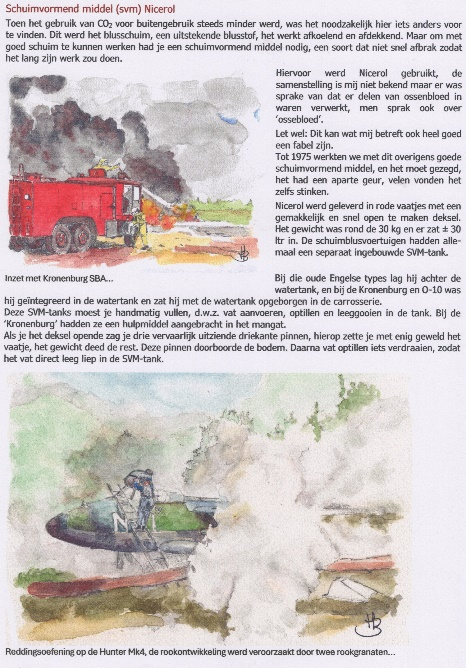 Schuimvormend middel (svm) Nicerol
Toen het gebruik van CO₂ voor buitengebruik steeds minder werd, was het noodzakelijk hier iets anders voor
te vinden. Dit werd het blusschuim, een uitstekende blusstof, het werkt afkoelend en afdekkend. Maar om met
goed schuim te kunnen werken had je een schuimvormend middel nodig, een soort dat niet snel afbrak zodat
het lang zijn werk zou doen.
Hiervoor werd Nicerol gebruikt, de
samenstelling is mij niet bekend maar er was
sprake van dat er delen van ossenbloed in
waren verwerkt, men sprak ook over
'ossebloed'.
Let wel: Dit kan wat mij betreft ook heel goed
een fabel zijn.
Tot 1975 werkten we met dit overigens goede
schuimvormend middel, en het moet gezegd,
het had een aparte geur, velen vonden het
zelfs stinken.
Nicerol werd geleverd in rode vaatjes met een
gemakkelijk en snel open te maken deksel.
Het gewicht was rond de 30 kg en er zat ± 30
ltr in. De schuimblusvoertuigen hadden alle-
maal een separaat ingebouwde SVM-tank.
Inzet met Kronenburg SBA...
Bij die oude Engelse types lag hij achter de
watertank, en bij de Kronenburg en O-10 was
hij geïntegreerd in de watertank en zat hij met de watertank opgeborgen in de carrosserie.
Deze SVM-tanks moest je handmatig vullen, d.w.z. vat aanvoeren, optillen en leeggooien in de tank. Bij de
'Kronenburg' hadden ze een hulpmiddel aangebracht in het mangat.
Als je het deksel opende zag je drie vervaarlijk uitziende driekante pinnen, hierop zette je met enig geweld het
vaatje, het gewicht deed de rest. Deze pinnen doorboorde de bodem. Daarna vat optillen iets verdraaien, zodat
het vat direct leeg liep in de SVM-tank.
Reddingsoefening op de Hunter Mk4, de rookontwikkeling werd veroorzaakt door twee rookgranaten...